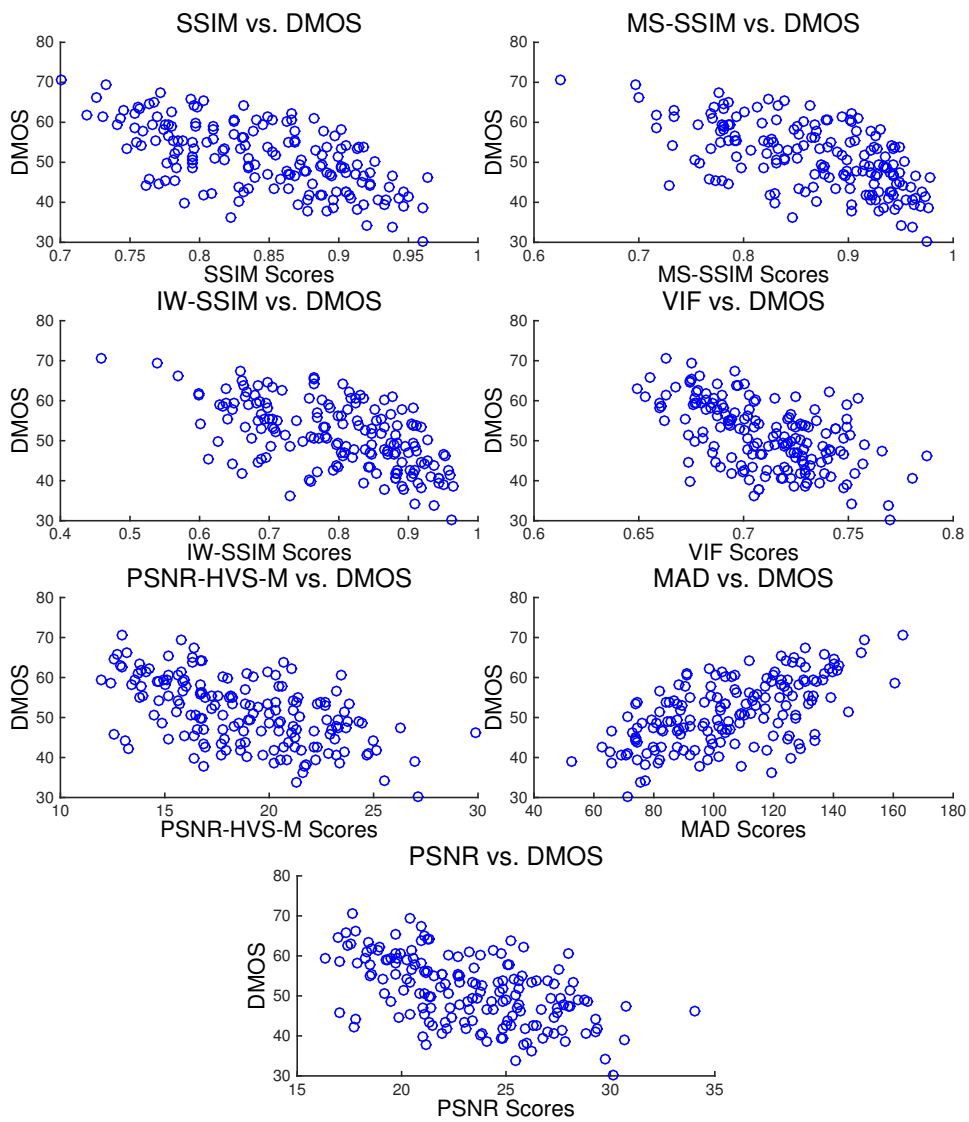 SSIM vs. DMOS
80
70
60
50
40
30
DMOS
0.7 0.75 0.8 0.85 0.9 0.95 1
SSIM Scores
MS-SSIM vs. DMOS
80
70
60
50
40
30
DMOS
0.6 0.7 0.8 0.9 1
MS-SSIM Scores
IW-SSIM vs. DMOS
80
70
60
50
40
30
DMOS
0.4 0.5 0.6 0.7 0.8 0.9 1
IW-SSIM Scores
VIF vs. DMOS
80
70
60
50
40
30
DMOS
0.6 0.65 0.7 0.75 0.8
VIF Scores
PSNR-HVS-M vs. DMOS
80
70
60
50
40
30
DMOS
10 15 20 25 30
PSNR-HVS-M Scores
MAD vs. DMOS
80
70
60
50
40
30
DMOS
40 60 80 100 120 140 160 180
MAD Scores
PSNR vs. DMOS
80
70
60
50
40
30
DMOS
15 20 25 30 35
PSNR Scores